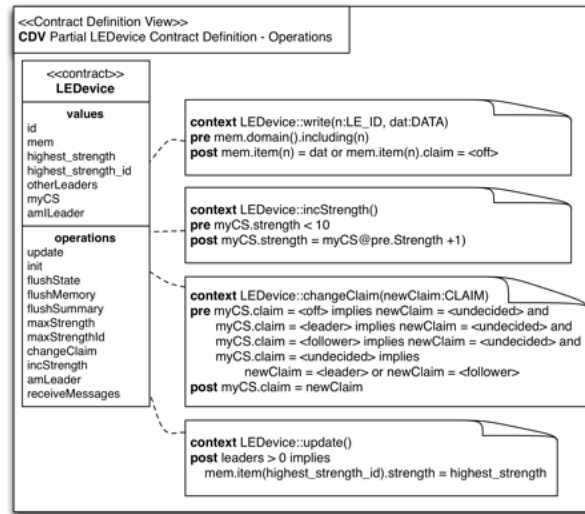 <<Contract Definition View>>
CDV Partial LEDevice Contract Definition - Operations
<<contract>>
LEDevice
values
id
mem
highest_strength
highest_strength_id
otherLeaders
myCS
amILeader
operations
update
init
flushState
flushMemory
flushSummary
maxStrength
maxStrengthId
changeClaim
incStrength
amLeader
receiveMessages
context LEDevice::write(n:LE_ID, dat:DATA)
pre mem.domain().including(n)
post mem.item(n) = dat or mem.item(n).claim = <off>
context LEDevice::incStrength()
pre myCS.strength < 10
post myCS.strength = myCS@pre.Strength +1)
context LEDevice::changeClaim(newClaim:CLAIM)
pre myCS.claim = <off> implies newClaim = <undecided> and
myCS.claim = <leader> implies newClaim = <undecided> and
myCS.claim = <follower> implies newClaim = <undecided> and
myCS.claim = <undecided> implies
newClaim = <leader> or newClaim = <follower>
post myCS.claim = newClaim
context LEDevice::update()
post leaders > 0 implies
mem.item(highest_strength_id).strength = highest_strength